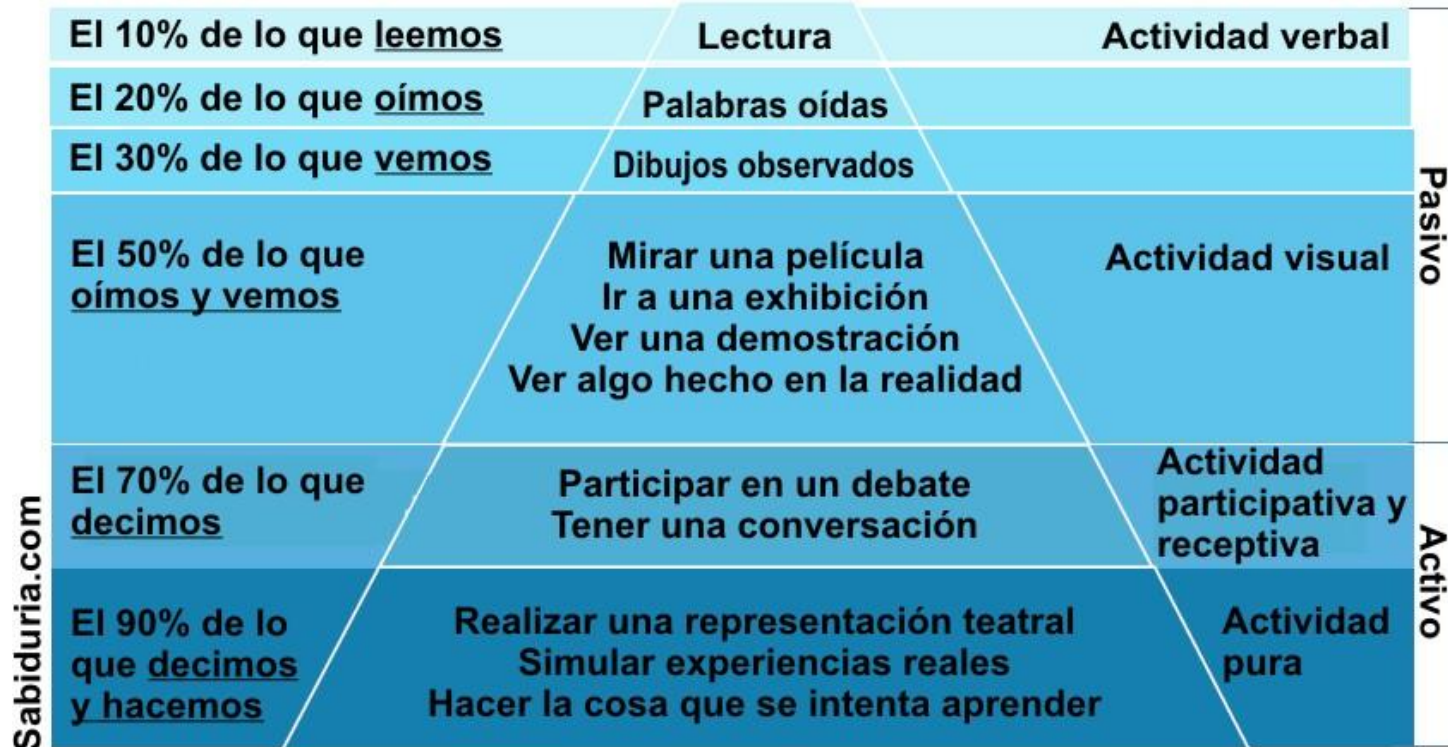 El 10% de lo que leemos
Lectura
Actividad verbal
El 20% de lo que oímos
Palabras oídas
El 30% de lo que vemos
Dibujos observados
El 50% de lo que
oímos y vemos
Mirar una película
Ir a una exhibición
Ver una demostración
Ver algo hecho en la realidad
Actividad visual
Pasivo
El 70% de lo que
decimos
Participar en un debate
Tener una conversación
Actividad
participativa y
receptiva
El 90% de lo
que decimos
y hacemos
Realizar una representación teatral
Simular experiencias reales
Hacer la cosa que se intenta aprender
Actividad
pura
Activo
Sabiduria.com